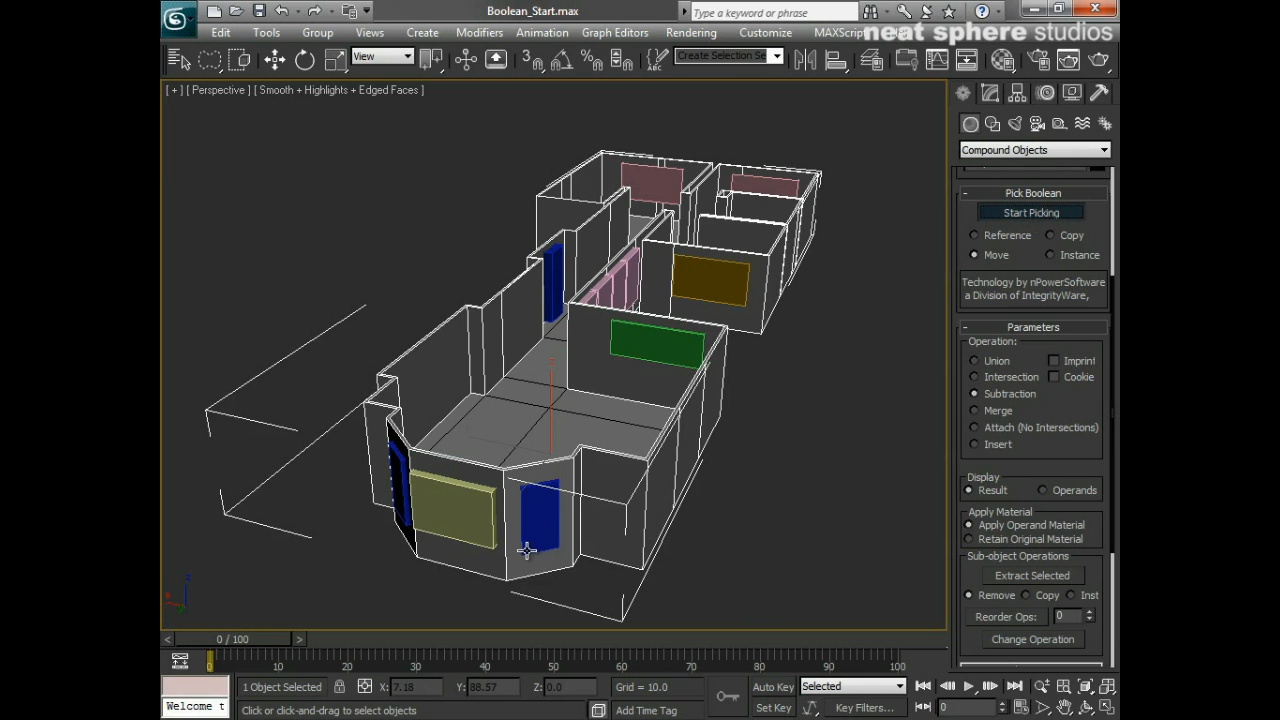 Boolean_Start.max
Type a keyword or phrase
Edit Tools Group Views Create Modifiers Animation Graph Editors Rendering Customize MAXScrip
neat sphere studios
View
3
Create Selection Se
[ + ] [ Perspective ] [ Smooth + Highlights + Edged Faces ]
Compound Objects
- Pick Boolean
Start Picking
Reference Copy
Move Instance
Technology by nPowerSoftware
a Division of IntegrityWare,
- Parameters
Operation:
Union Imprint
Intersection Cookie
Subtraction
Merge
Attach (No Intersections)
Insert
Display
Result Operands
Apply Material
Apply Operand Material
Retain Original Material
Sub-object Operations
Extract Selected
Remove Copy Inst
Reorder Ops: 0
Change Operation
< 0 / 100 >
0 10 20 30 40 50 60 70 80 90 100
1 Object Selected X: 7.18 Y: 88.57 Z: 0.0 Grid = 10.0 Auto Key Selected
Welcome t Click or click-and-drag to select objects Add Time Tag Set Key Key Filters... 0